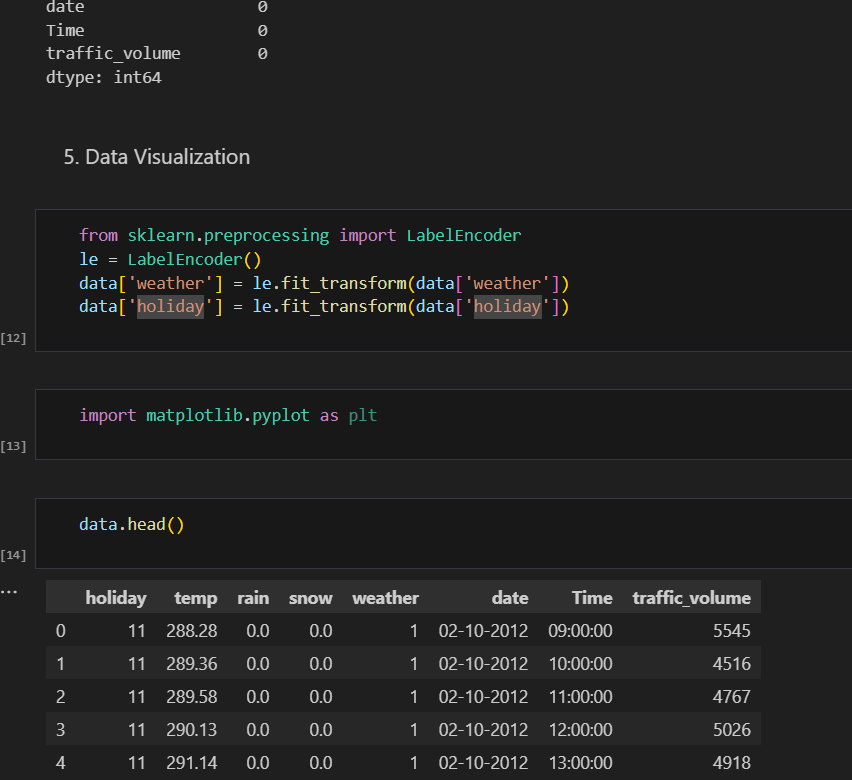 date 0
Time 0
traffic_volume 0
dtype: int64
5. Data Visualization
from sklearn.preprocessing import LabelEncoder
le = LabelEncoder()
data['weather'] = le.fit_transform(data['weather'])
data['holiday'] = le.fit_transform(data['holiday'])
[12]
import matplotlib.pyplot as plt
[13]
data.head()
[14]
...
holiday temp rain snow weather date Time traffic_volume
0 11 288.28 0.0 0.0 1 02-10-2012 09:00:00 5545
1 11 289.36 0.0 0.0 1 02-10-2012 10:00:00 4516
2 11 289.58 0.0 0.0 1 02-10-2012 11:00:00 4767
3 11 290.13 0.0 0.0 1 02-10-2012 12:00:00 5026
4 11 291.14 0.0 0.0 1 02-10-2012 13:00:00 4918